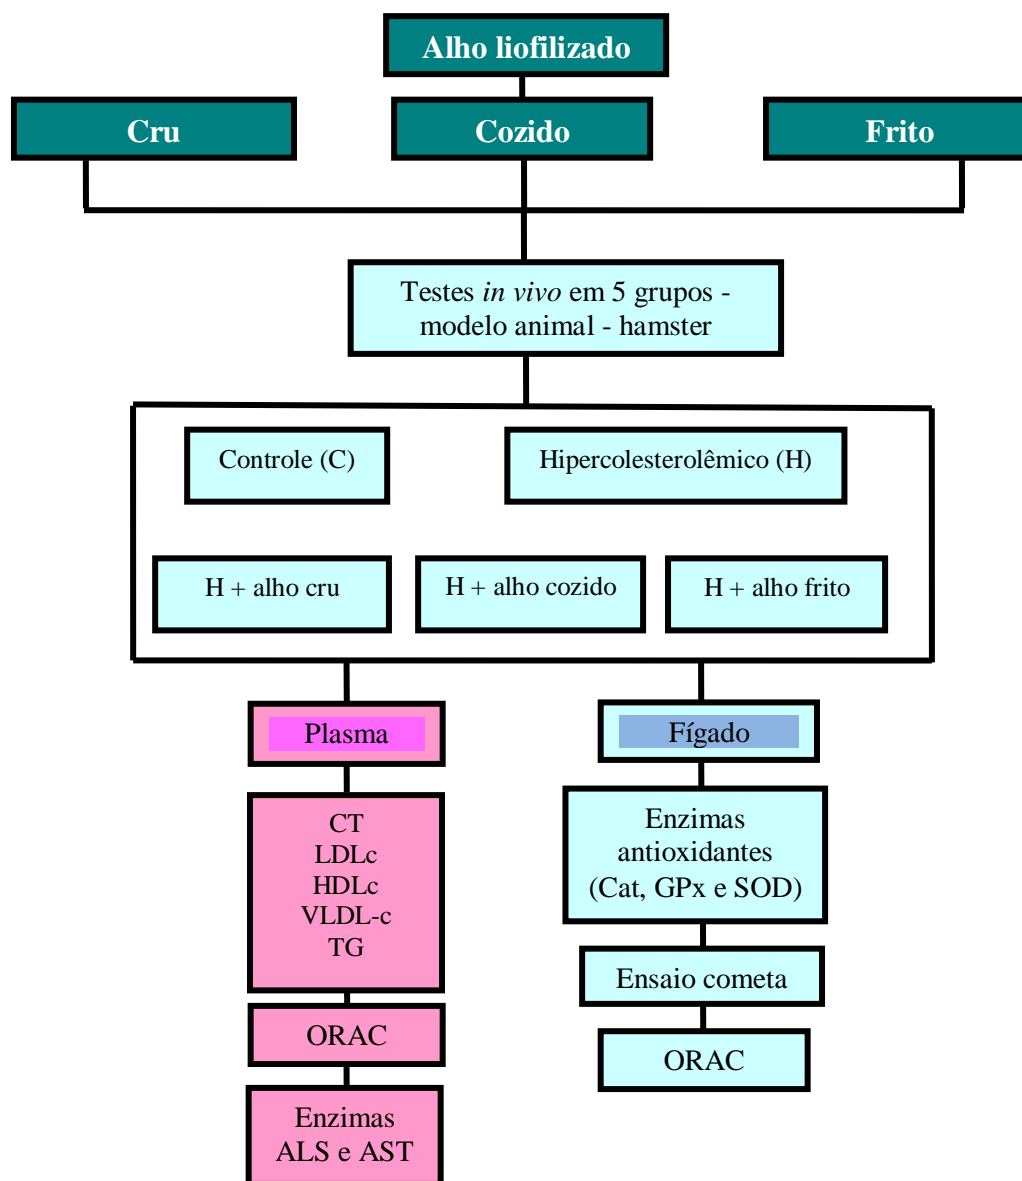 Alho liofilizado
Cru
Cozido
Frito
Testes in vivo em 5 grupos -
modelo animal - hamster
Controle (C)
Hipercolesterolêmico (H)
H + alho cru
H + alho cozido
H + alho frito
Plasma
Fígado
CT
LDLc
HDLc
VLDL-c
TG
Enzimas
antioxidantes
(Cat, GPx e SOD)
Ensaio cometa
ORAC
ORAC
Enzimas
ALS e AST